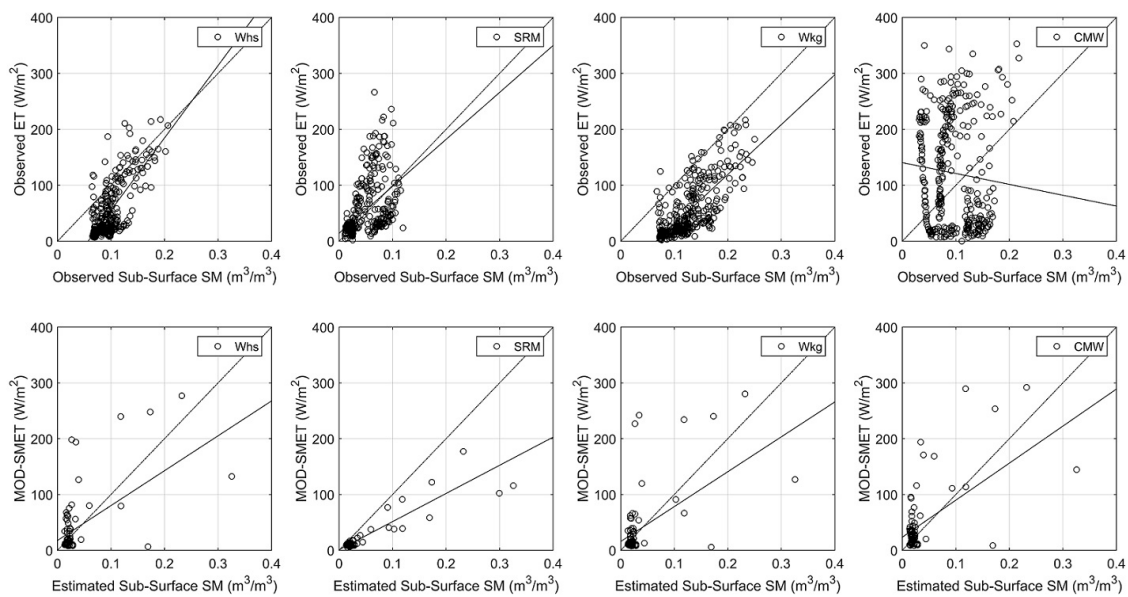 400
300
200
100
0
Observed ET (W/m²)
Whs
0 0.1 0.2 0.3 0.4
Observed Sub-Surface SM (m³/m³)
400
300
200
100
0
Observed ET (W/m²)
SRM
0 0.1 0.2 0.3 0.4
Observed Sub-Surface SM (m³/m³)
400
300
200
100
0
Observed ET (W/m²)
Wkg
0 0.1 0.2 0.3 0.4
Observed Sub-Surface SM (m³/m³)
400
300
200
100
0
Observed ET (W/m²)
CMW
0 0.1 0.2 0.3 0.4
Observed Sub-Surface SM (m³/m³)
400
300
200
100
0
MOD-SMET (W/m²)
Whs
0 0.1 0.2 0.3 0.4
Estimated Sub-Surface SM (m³/m³)
400
300
200
100
0
MOD-SMET (W/m²)
SRM
0 0.1 0.2 0.3 0.4
Estimated Sub-Surface SM (m³/m³)
400
300
200
100
0
MOD-SMET (W/m²)
Wkg
0 0.1 0.2 0.3 0.4
Estimated Sub-Surface SM (m³/m³)
400
300
200
100
0
MOD-SMET (W/m²)
CMW
0 0.1 0.2 0.3 0.4
Estimated Sub-Surface SM (m³/m³)